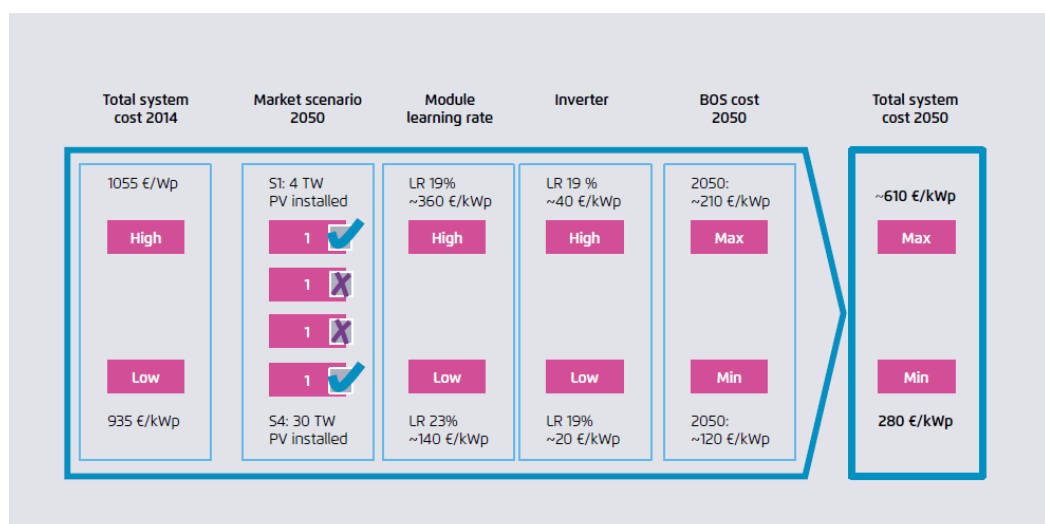 Total system
cost 2014
Market scenario
2050
Module
learning rate
Inverter
BOS cost
2050
Total system
cost 2050
1055 €/Wp
High
Low
935 €/kWp
S1: 4 TW
PV installed
1
1
1
1
S4: 30 TW
PV installed
LR 19%
~360 €/kWp
High
Low
LR 23%
~140 €/kWp
LR 19 %
~40 €/kWp
High
Low
LR 19%
~20 €/kWp
2050:
~210 €/kWp
Max
Min
2050:
~120 €/kWp
~610 €/kWp
Max
Min
280 €/kWp